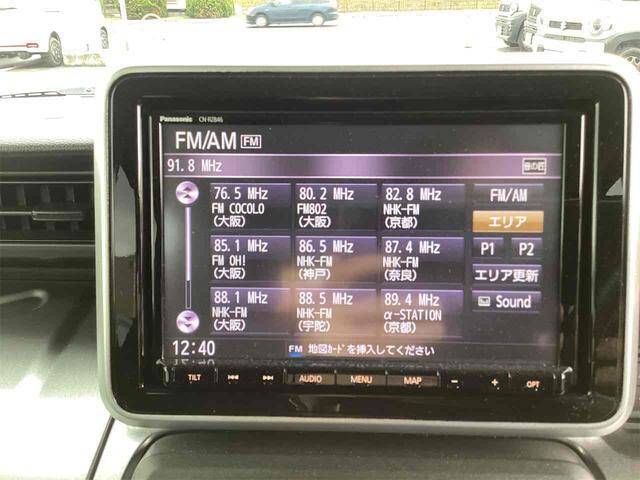 Panasonic CN-RZ846
FM/AM FM
91.8 MHz 音の匠
76.5 MHz 80.2 MHz 82.8 MHz FM/AM
FM COCOLO FM802 NHK-FM
(大阪) (大阪) (京都) エリア
85.1 MHz 86.5 MHz 87.4 MHz P1 P2
FM OH! NHK-FM NHK-FM
(大阪) (神戸) (奈良) エリア更新
88.1 MHz 88.5 MHz 89.4 MHz Sound
NHK-FM NHK-FM α-STATION
(大阪) (宇陀) (京都)
12:40 FM 地図ｶｰﾄﾞを挿入してください
TILT AUDIO MENU MAP - + OPT